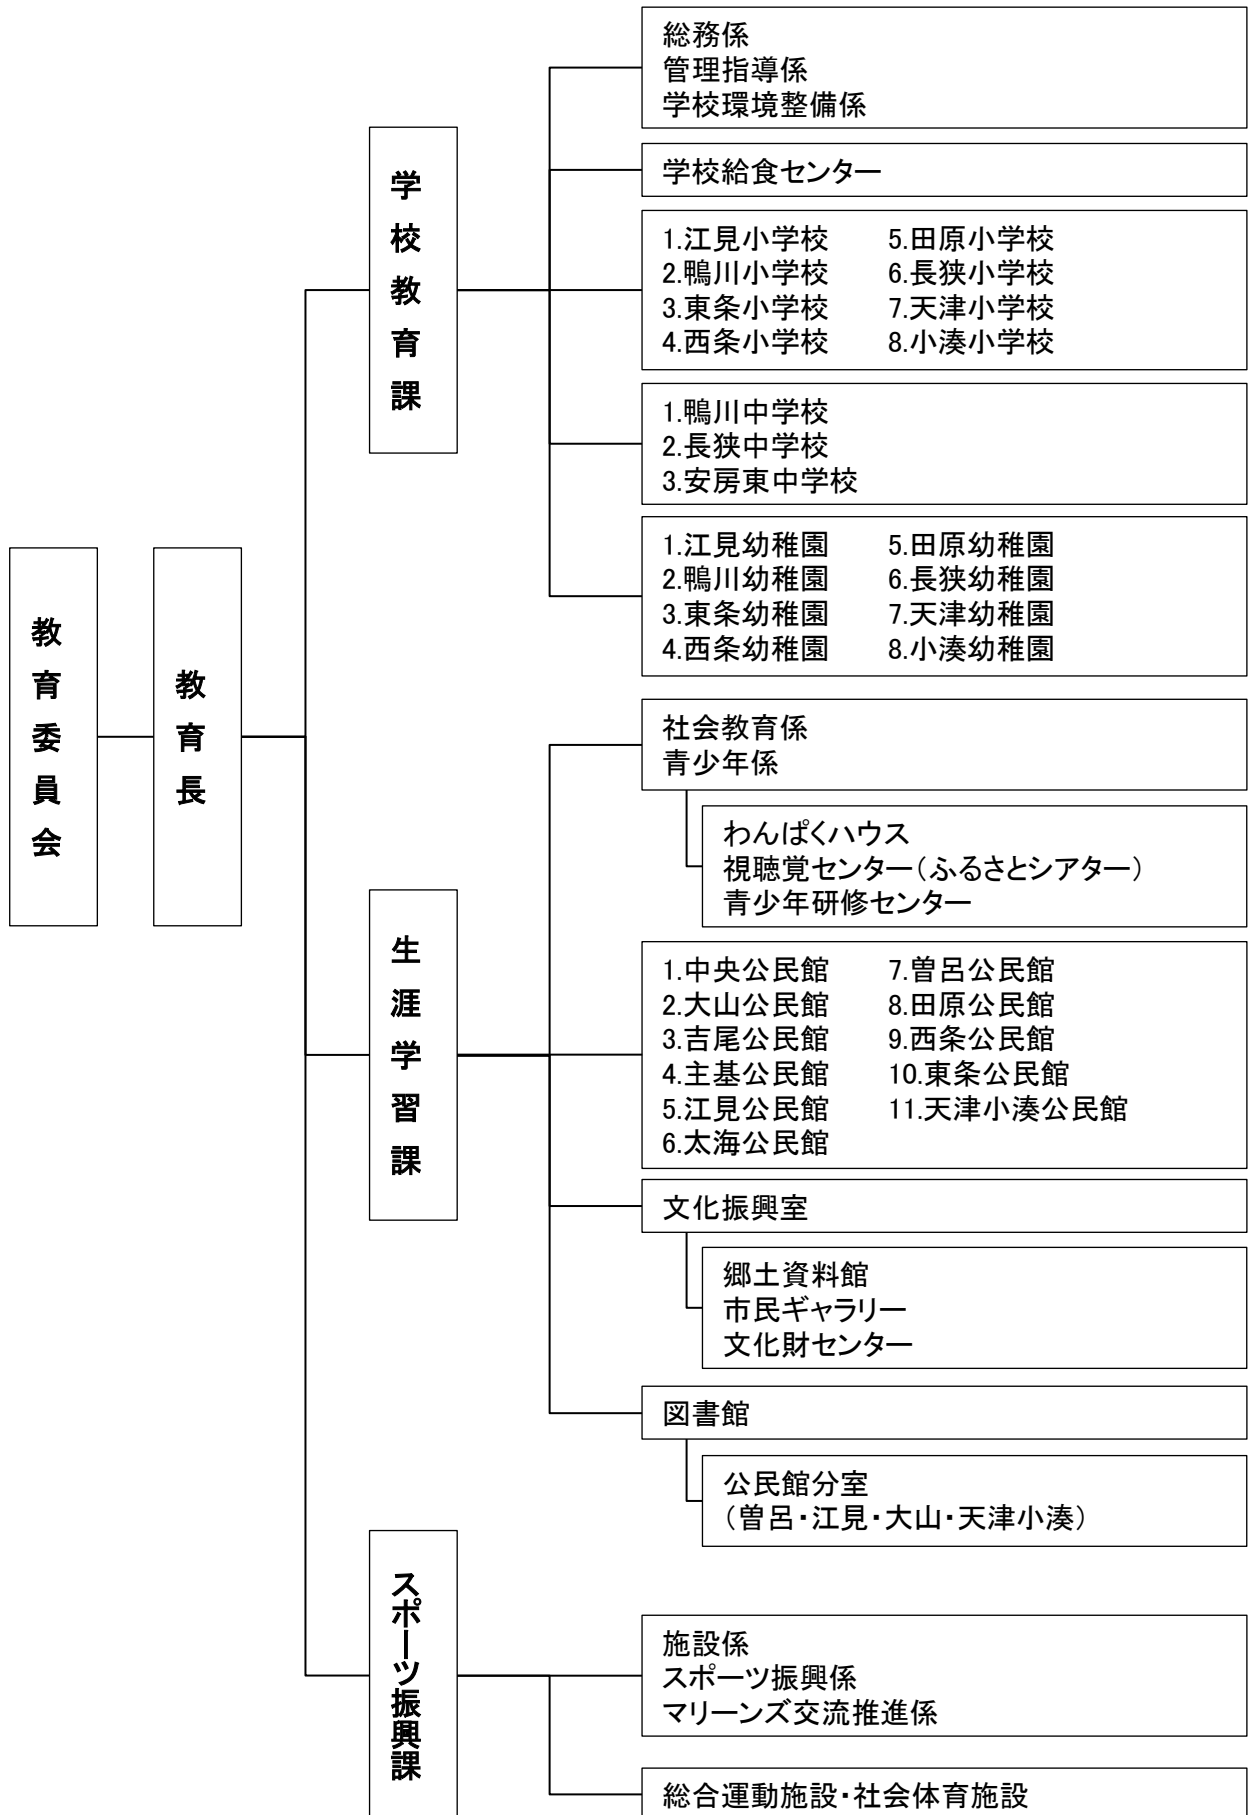 教育委員会
教育長
学校教育課
総務係
管理指導係
学校環境整備係
学校給食センター
1.江見小学校　5.田原小学校
2.鴨川小学校　6.長狭小学校
3.東条小学校　7.天津小学校
4.西条小学校　8.小湊小学校
1.鴨川中学校
2.長狭中学校
3.安房東中学校
1.江見幼稚園　5.田原幼稚園
2.鴨川幼稚園　6.長狭幼稚園
3.東条幼稚園　7.天津幼稚園
4.西条幼稚園　8.小湊幼稚園
生涯学習課
社会教育係
青少年係
わんぱくハウス
視聴覚センター（ふるさとシアター）
青少年研修センター
1.中央公民館　7.曽呂公民館
2.大山公民館　8.田原公民館
3.吉尾公民館　9.西条公民館
4.主基公民館　10.東条公民館
5.江見公民館　11.天津小湊公民館
6.太海公民館
文化振興室
郷土資料館
市民ギャラリー
文化財センター
図書館
公民館分室
（曽呂・江見・大山・天津小湊）
スポーツ振興課
施設係
スポーツ振興係
マリーンズ交流推進係
総合運動施設・社会体育施設